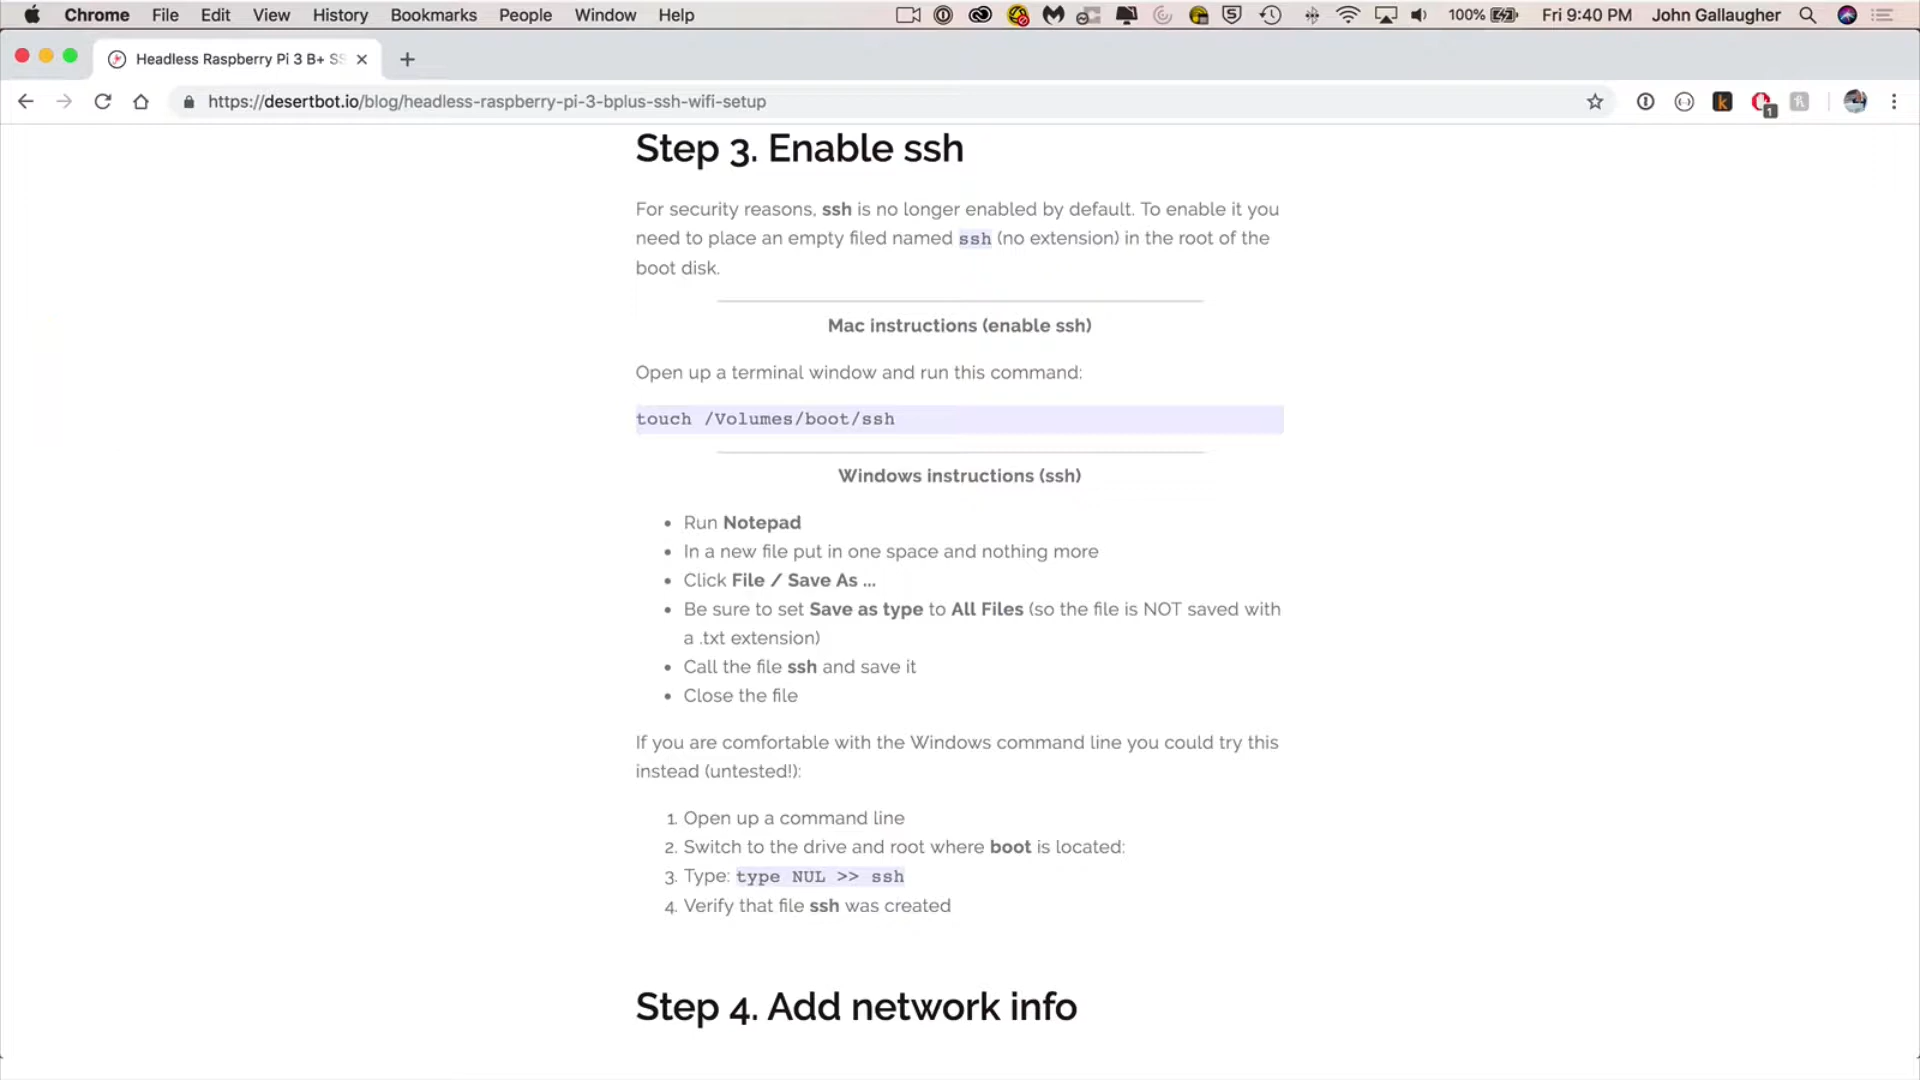 Chrome File Edit View History Bookmarks People Window Help 100% Fri 9:40 PM John Gallaugher
Headless Raspberry Pi 3 B+ SS
https://desertbot.io/blog/headless-raspberry-pi-3-bplus-ssh-wifi-setup
Step 3. Enable ssh
For security reasons, ssh is no longer enabled by default. To enable it you
need to place an empty filed named ssh (no extension) in the root of the
boot disk.
Mac instructions (enable ssh)
Open up a terminal window and run this command:
touch /Volumes/boot/ssh
Windows instructions (ssh)
• Run Notepad
• In a new file put in one space and nothing more
• Click File / Save As ...
• Be sure to set Save as type to All Files (so the file is NOT saved with
a .txt extension)
• Call the file ssh and save it
• Close the file
If you are comfortable with the Windows command line you could try this
instead (untested!):
1. Open up a command line
2. Switch to the drive and root where boot is located:
3. Type: type NUL >> ssh
4. Verify that file ssh was created
Step 4. Add network info